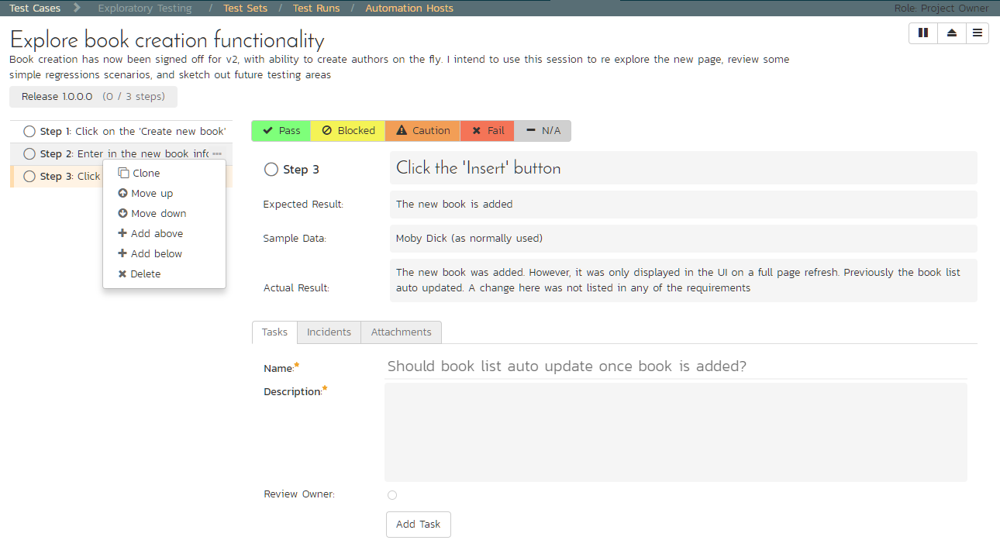 Test Cases Exploratory Testing / Test Sets / Test Runs / Automation Hosts Role: Project Owner
Explore book creation functionality
Book creation has now been signed off for v2, with ability to create authors on the fly. I intend to use this session to re explore the new page, review some
simple regressions scenarios, and sketch out future testing areas
Release 1.0.0.0 (0 / 3 steps)
Step 1: Click on the 'Create new book'
Step 2: Enter in the new book info
Step 3: Click
Clone
Move up
Move down
Add above
Add below
Delete
Pass Blocked Caution Fail N/A
Step 3 Click the 'Insert' button
Expected Result: The new book is added
Sample Data: Moby Dick (as normally used)
Actual Result: The new book was added. However, it was only displayed in the UI on a full page refresh. Previously the book list
auto updated. A change here was not listed in any of the requirements
Tasks Incidents Attachments
Name: Should book list auto update once book is added?
Description:
Review Owner:
Add Task